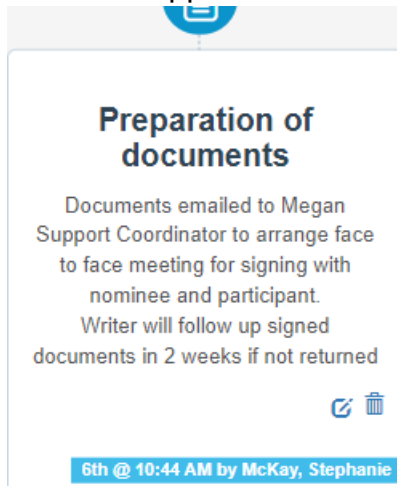 Preparation of
documents
Documents emailed to Megan
Support Coordinator to arrange face
to face meeting for signing with
nominee and participant.
Writer will follow up signed
documents in 2 weeks if not returned
6th @ 10:44 AM by McKay, Stephanie